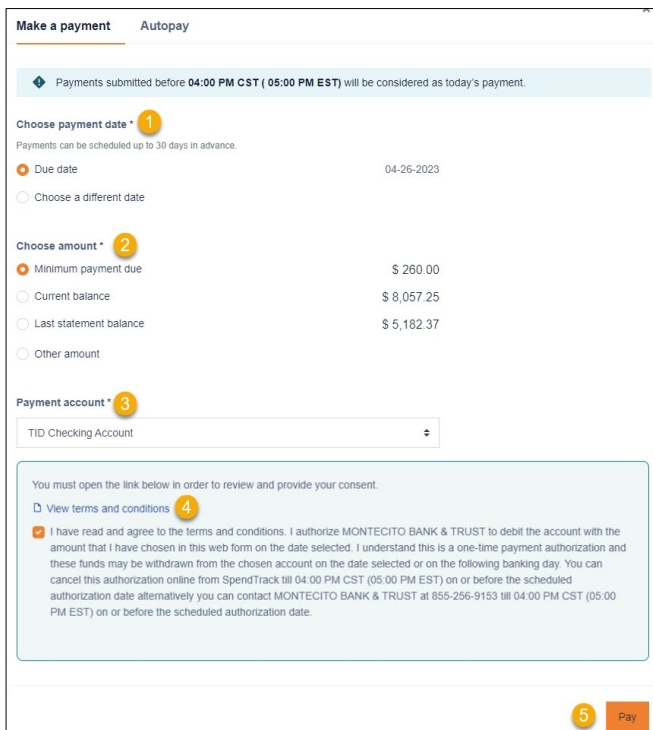 Make a payment Autopay
Payments submitted before 04:00 PM CST ( 05:00 PM EST) will be considered as today's payment.
Choose payment date * 1
Payments can be scheduled up to 30 days in advance.
Due date 04-26-2023
Choose a different date
Choose amount * 2
Minimum payment due $ 260.00
Current balance $ 8,057.25
Last statement balance $ 5,182.37
Other amount
Payment account * 3
TID Checking Account
You must open the link below in order to review and provide your consent.
View terms and conditions 4
I have read and agree to the terms and conditions. I authorize MONTECITO BANK & TRUST to debit the account with the
amount that I have chosen in this web form on the date selected. I understand this is a one-time payment authorization and
these funds may be withdrawn from the chosen account on the date selected or on the following banking day. You can
cancel this authorization online from SpendTrack till 04:00 PM CST (05:00 PM EST) on or before the scheduled
authorization date alternatively you can contact MONTECITO BANK & TRUST at 855-256-9153 till 04:00 PM CST (05:00
PM EST) on or before the scheduled authorization date.
5 Pay